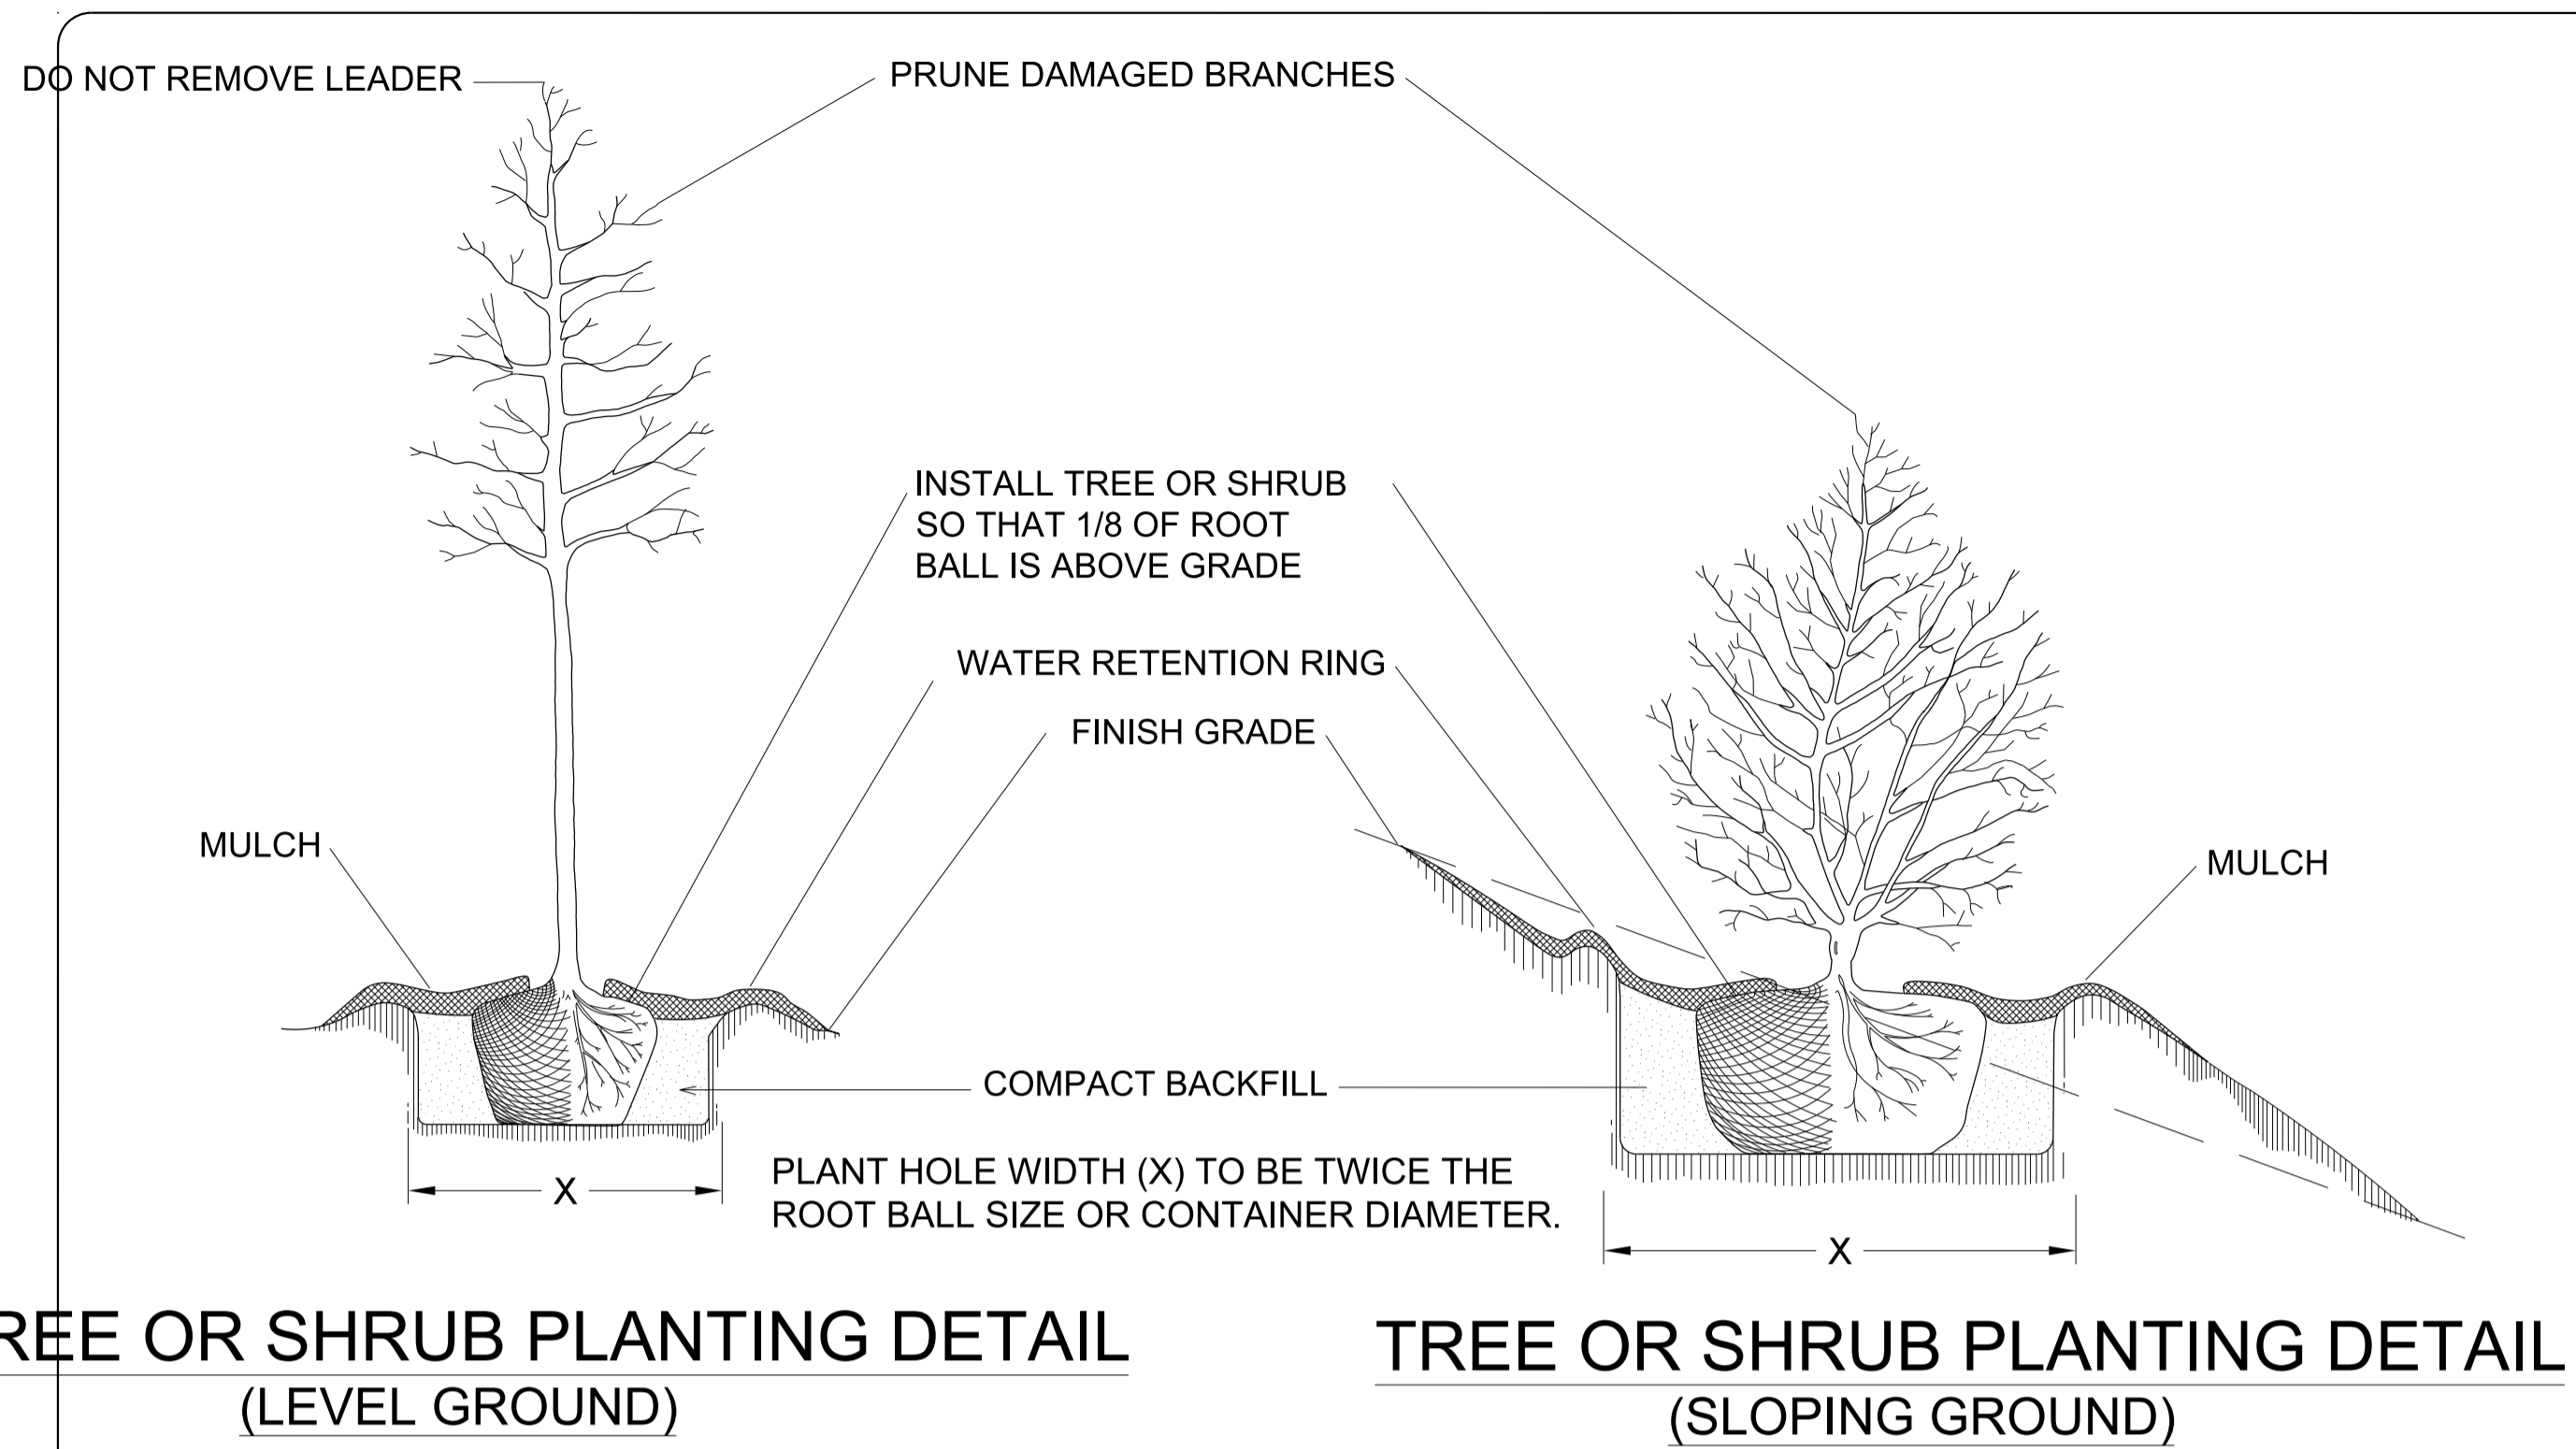 DO NOT REMOVE LEADER
PRUNE DAMAGED BRANCHES
INSTALL TREE OR SHRUB
SO THAT 1/8 OF ROOT
BALL IS ABOVE GRADE
WATER RETENTION RING
FINISH GRADE
MULCH
MULCH
COMPACT BACKFILL
PLANT HOLE WIDTH (X) TO BE TWICE THE
ROOT BALL SIZE OR CONTAINER DIAMETER.
X
X
REE OR SHRUB PLANTING DETAIL
(LEVEL GROUND)
TREE OR SHRUB PLANTING DETAIL
(SLOPING GROUND)